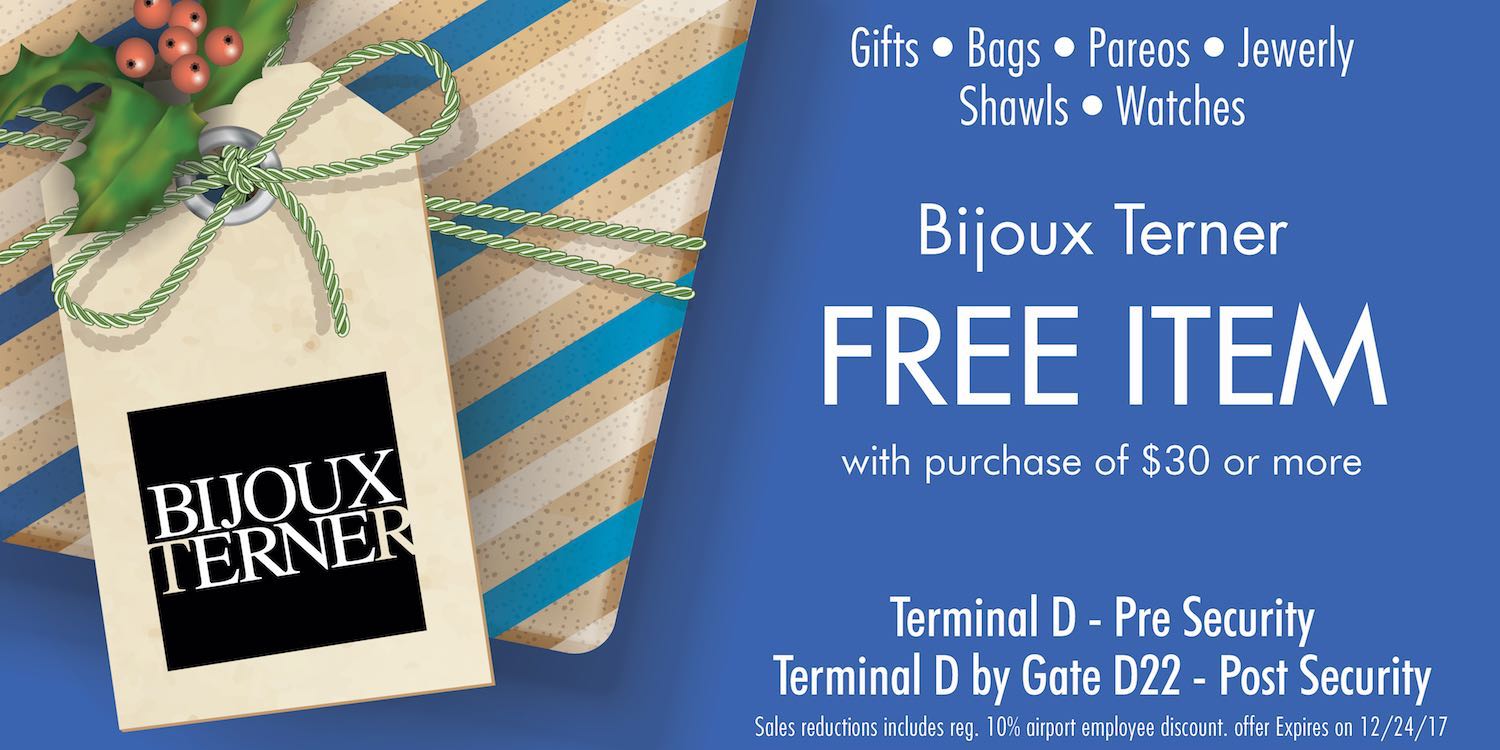 Gifts • Bags • Pareos • Jewerly
Shawls • Watches
Bijoux Terner
FREE ITEM
with purchase of $30 or more
Terminal D - Pre Security
Terminal D by Gate D22 - Post Security
Sales reductions includes reg. 10% airport employee discount. offer Expires on 12/24/17
BIJOUX
TERNER